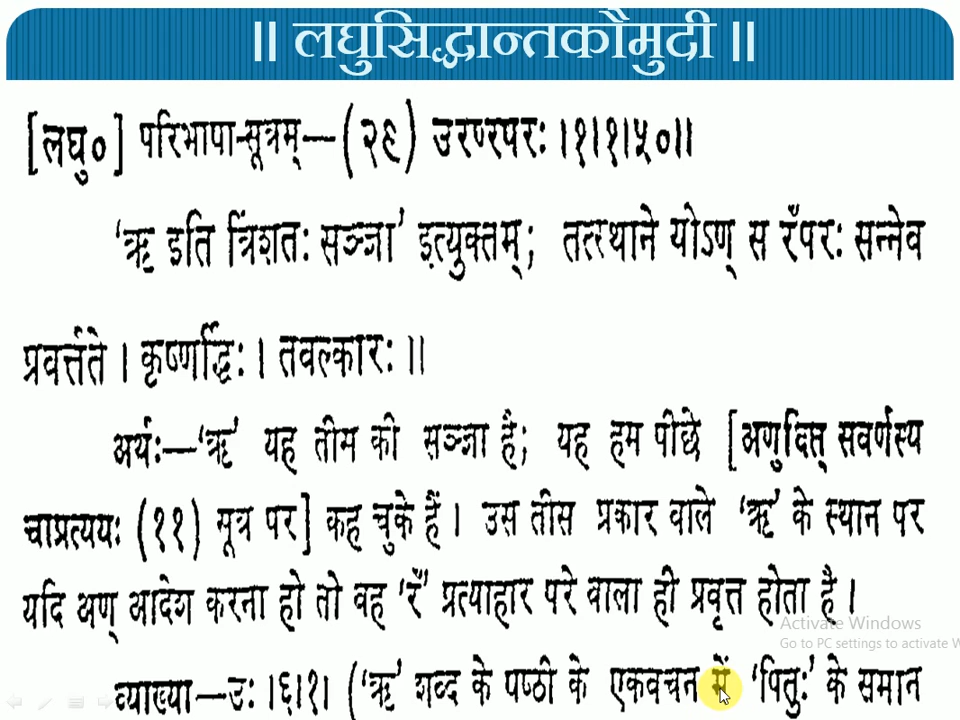 ॥ लघुसिद्धान्तकौमुदी ॥
[लघु०] परिभाषा-सूत्रम्—(२९) उरण्रपरः ।१।१।५०॥
‘ऋ इति त्रिंशतः सञ्ज्ञा’ इत्युक्तम्; तत्स्थाने योऽण् स रँपरः सन्नेव
प्रवर्त्तते । कृष्णर्द्धिः । तवल्कारः ॥
अर्थः—‘ऋ’ यह तीस की सञ्ज्ञा है; यह हम पीछे [अणुदित् सवर्णस्य
चाप्रत्ययः (११) सूत्र पर] कह चुके हैं । उस तीस प्रकार वाले ‘ऋ’ के स्थान पर
यदि अण् आदेश करना हो तो वह ‘रँ’ प्रत्याहार परे वाला ही प्रवृत्त होता है ।
Activate Windows
Go to PC settings to activate W
व्याख्या—उः ।६।१। (‘ऋ’ शब्द के षष्ठी के एकवचन में ‘पितुः’ के समान